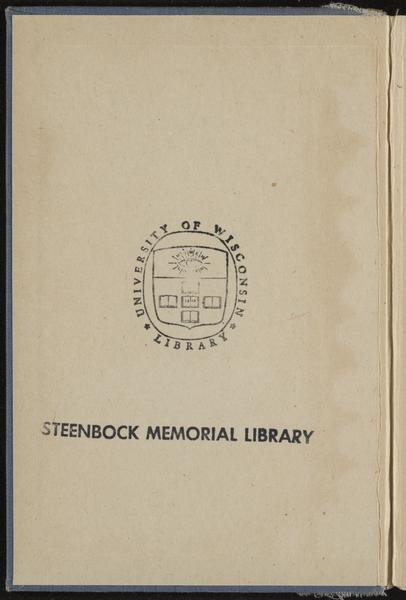 UNIVERSITY OF WISCONSIN
LIBRARY
STEENBOCK MEMORIAL LIBRARY